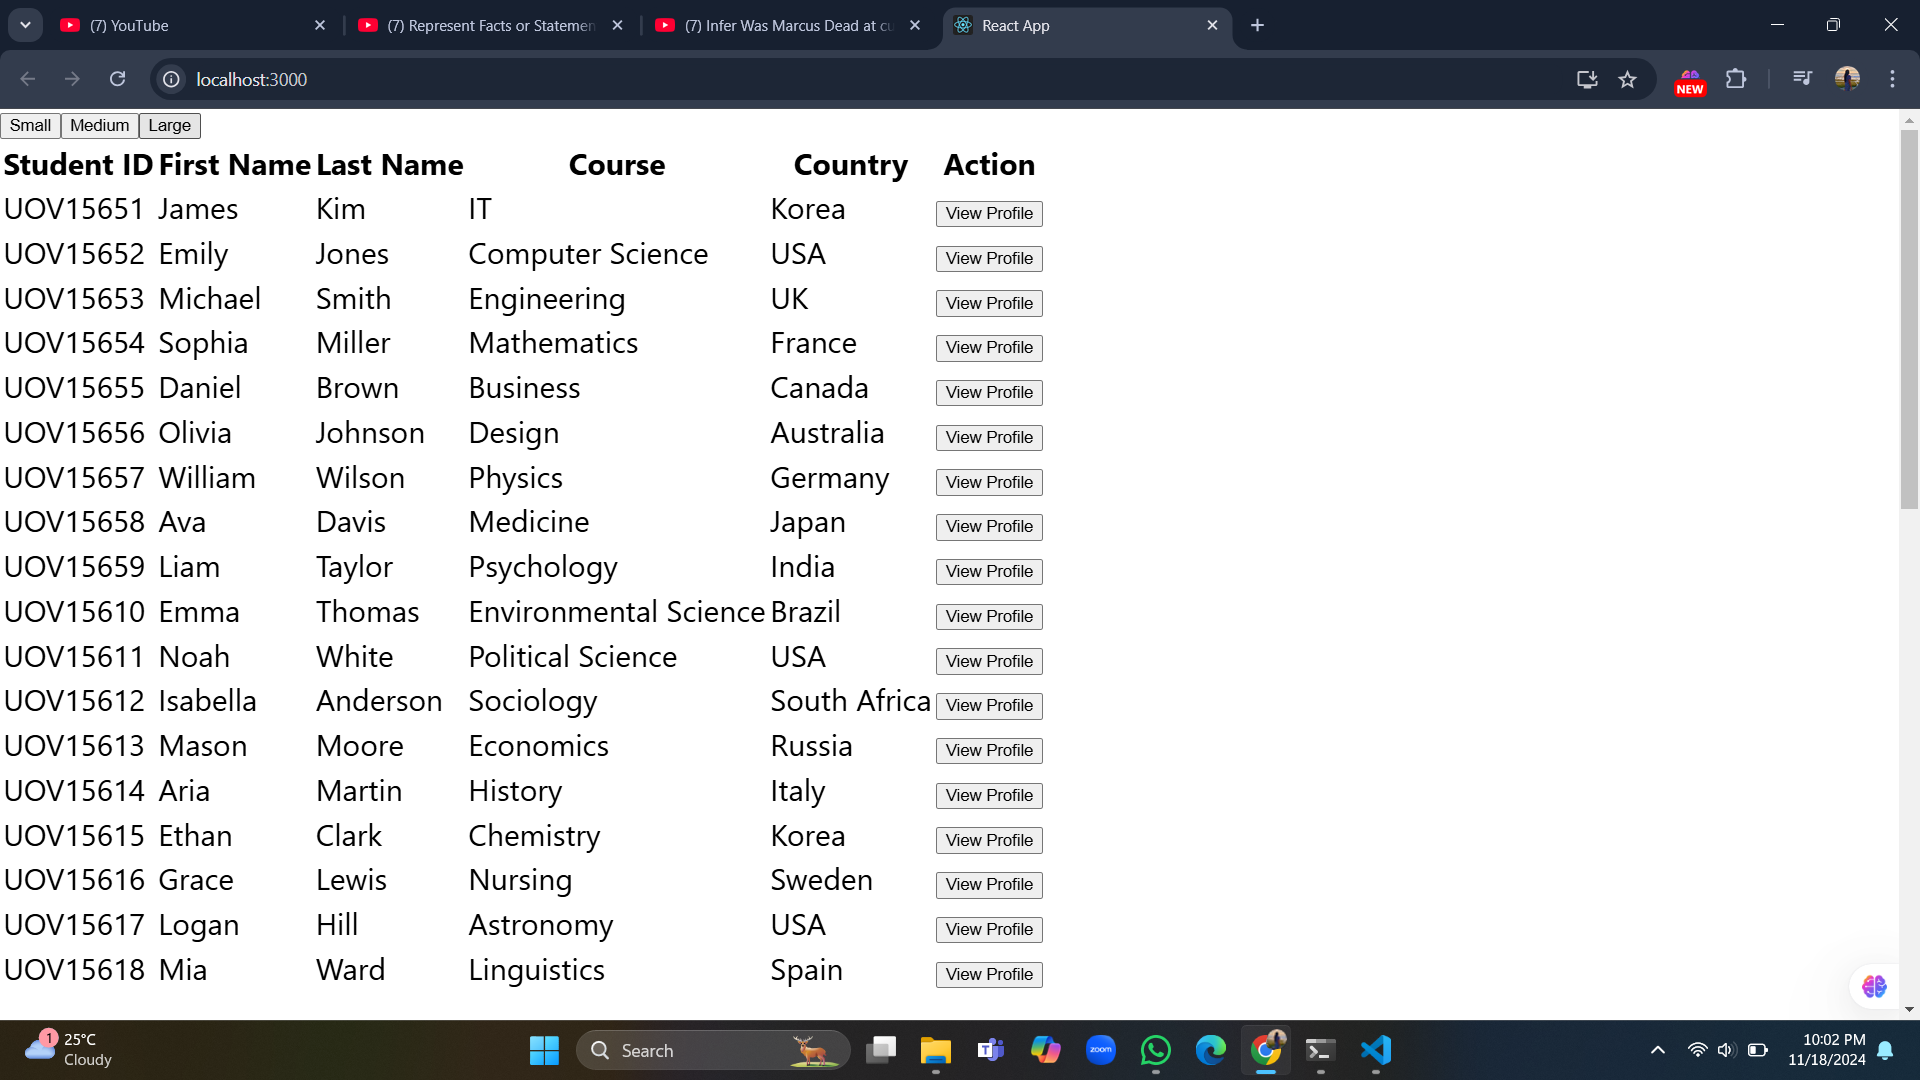 (7) YouTube
(7) Represent Facts or Statemen
(7) Infer Was Marcus Dead at cu
React App
localhost:3000
NEW
Small Medium Large
Student ID First Name Last Name Course Country Action
UOV15651 James Kim IT Korea View Profile
UOV15652 Emily Jones Computer Science USA View Profile
UOV15653 Michael Smith Engineering UK View Profile
UOV15654 Sophia Miller Mathematics France View Profile
UOV15655 Daniel Brown Business Canada View Profile
UOV15656 Olivia Johnson Design Australia View Profile
UOV15657 William Wilson Physics Germany View Profile
UOV15658 Ava Davis Medicine Japan View Profile
UOV15659 Liam Taylor Psychology India View Profile
UOV15610 Emma Thomas Environmental Science Brazil View Profile
UOV15611 Noah White Political Science USA View Profile
UOV15612 Isabella Anderson Sociology South Africa View Profile
UOV15613 Mason Moore Economics Russia View Profile
UOV15614 Aria Martin History Italy View Profile
UOV15615 Ethan Clark Chemistry Korea View Profile
UOV15616 Grace Lewis Nursing Sweden View Profile
UOV15617 Logan Hill Astronomy USA View Profile
UOV15618 Mia Ward Linguistics Spain View Profile
1
25°C
Cloudy
Search
T
zoom
10:02 PM
11/18/2024